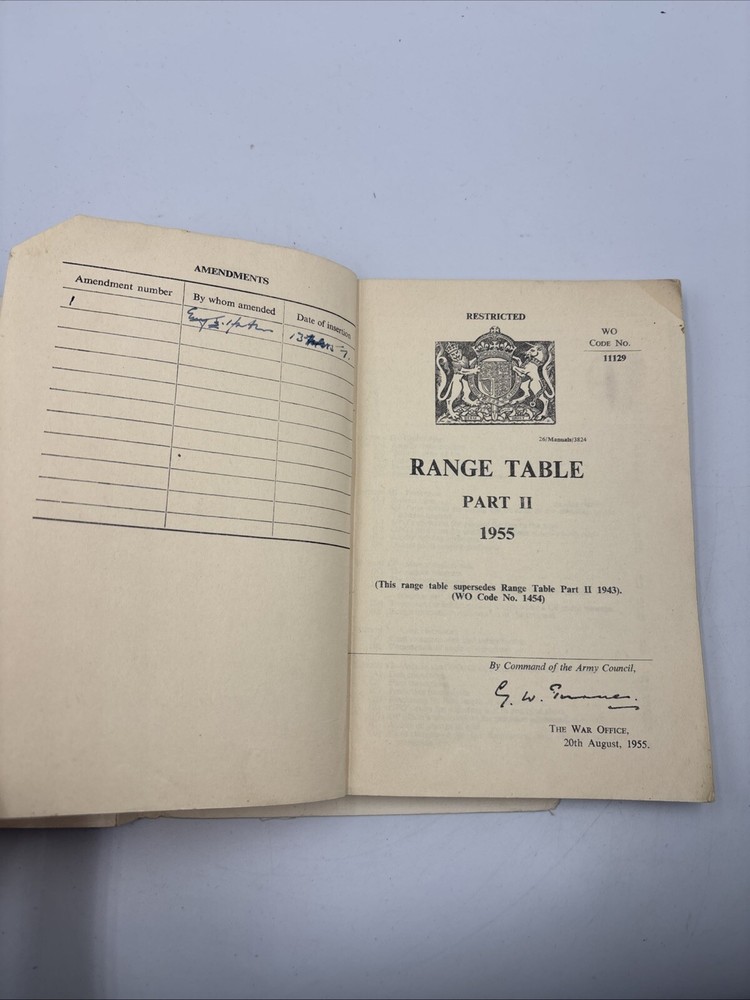 AMENDMENTS
Amendment number By whom amended Date of insertion
1
RESTRICTED
WO
CODE NO.
11129
26/Manuals/3824
RANGE TABLE
PART II
1955
(This range table supersedes Range Table Part II 1943).
(WO Code No. 1454)
By Command of the Army Council,
G. W. Turner.
THE WAR OFFICE,
20th August, 1955.